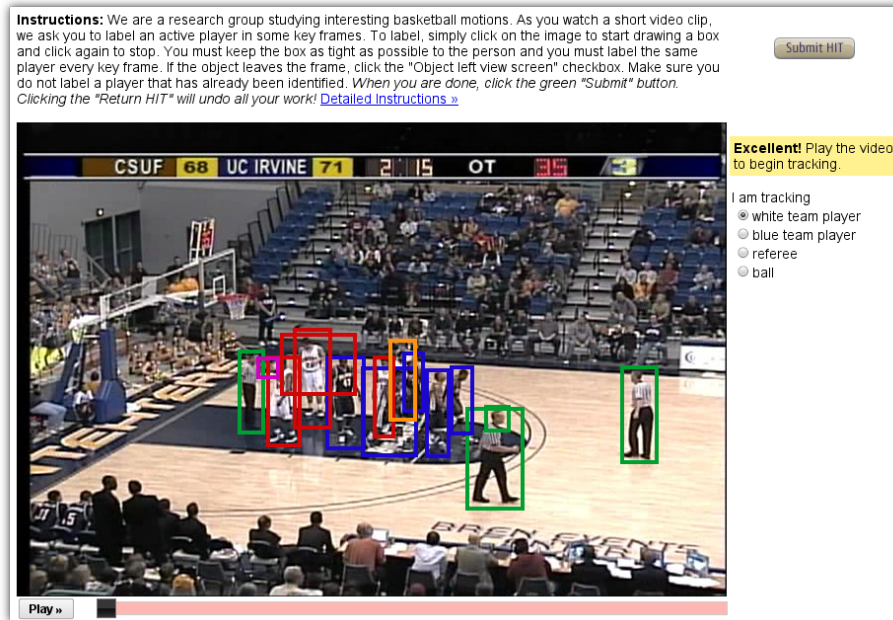 Instructions: We are a research group studying interesting basketball motions. As you watch a short video clip,
we ask you to label an active player in some key frames. To label, simply click on the image to start drawing a box
and click again to stop. You must keep the box as tight as possible to the person and you must label the same
player every key frame. If the object leaves the frame, click the "Object left view screen" checkbox. Make sure you
do not label a player that has already been identified. When you are done, click the green "Submit" button.
Clicking the "Return HIT" will undo all your work! Detailed Instructions »
Submit HIT
Excellent! Play the video
to begin tracking.
I am tracking
white team player
blue team player
referee
ball
CSUF 68 UC IRVINE 71 2 15 OT 35 3
BREN EVENTS
Play »